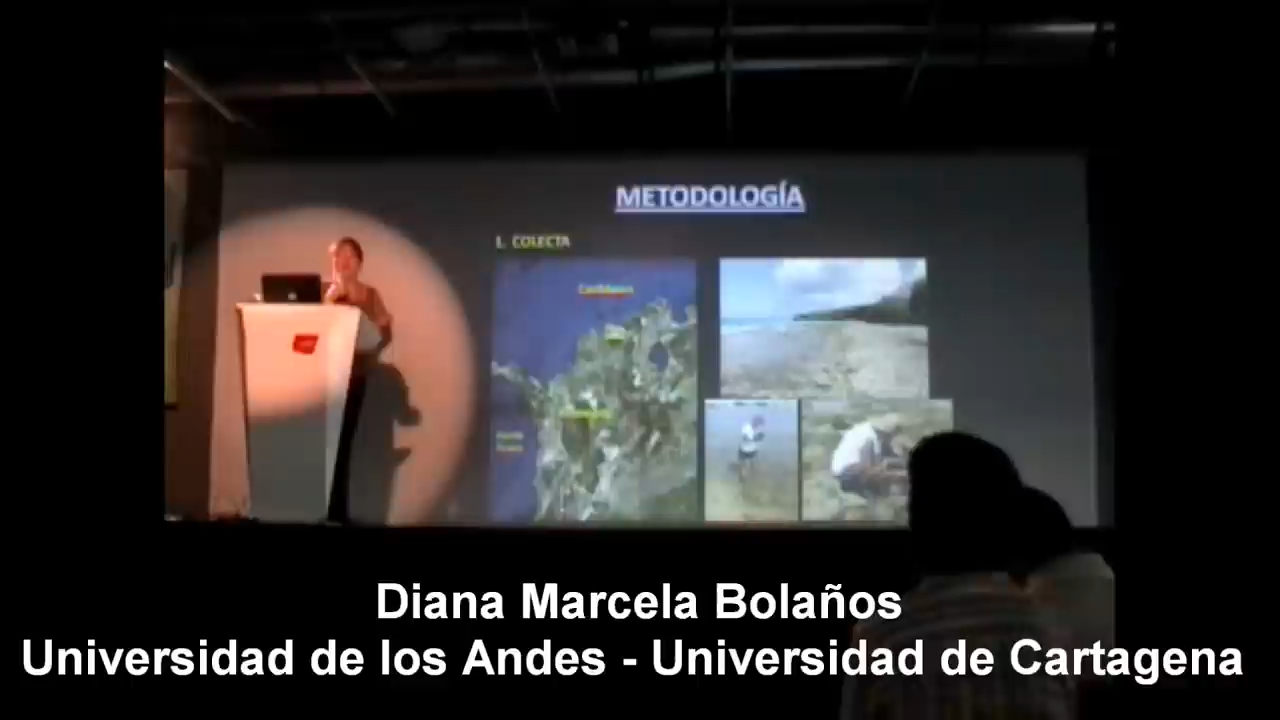 METODOLOGÍA
1. COLECTA
Diana Marcela Bolaños
Universidad de los Andes - Universidad de Cartagena